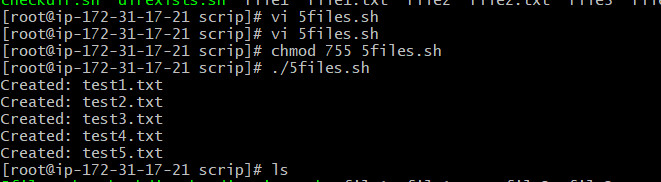 checkdir.sh direxists.sh file1 file1.txt file2 file2.txt file3
[root@ip-172-31-17-21 scrip]# vi 5files.sh
[root@ip-172-31-17-21 scrip]# vi 5files.sh
[root@ip-172-31-17-21 scrip]# chmod 755 5files.sh
[root@ip-172-31-17-21 scrip]# ./5files.sh
Created: test1.txt
Created: test2.txt
Created: test3.txt
Created: test4.txt
Created: test5.txt
[root@ip-172-31-17-21 scrip]# ls